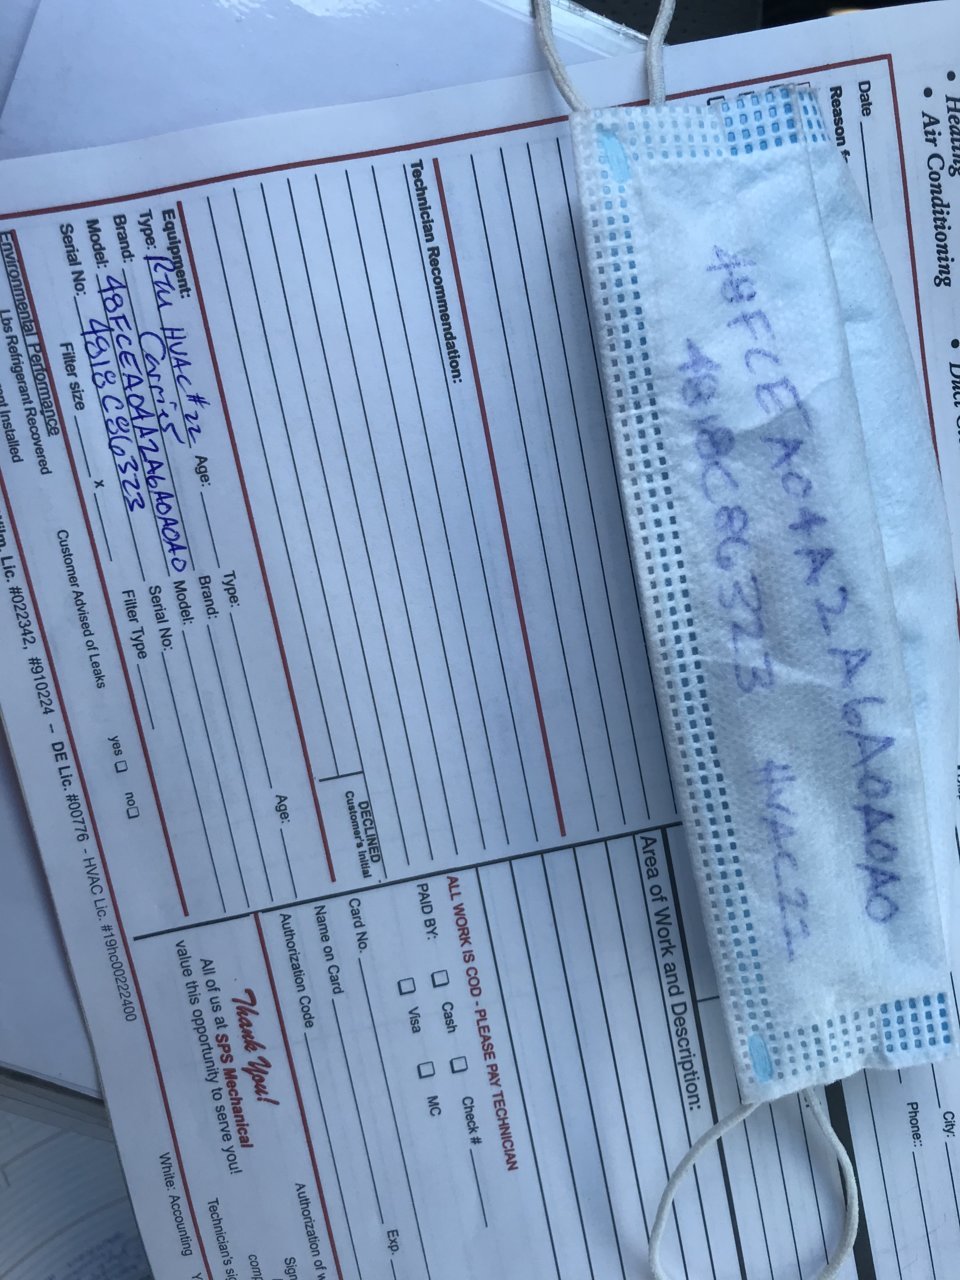 Heating
• Air Conditioning
Date
Reason
City:
Phone::
48FCEA04A2A6A0A0A0
4818C86323 HVAC 22
Area of Work and Description:
Technician Recommendation:
DECLINED
Customer's Initial
Equipment:
Type: RTU HVAC #22 Age:
Brand: Carrier
Model: 48FCEA04A2A6A0A0A0
Serial No: 4818C86323
Filter size x
Type: Age:
Brand:
Model:
Serial No:
Filter Type
Environmental Performance
Lbs Refrigerant Recovered
Customer Advised of Leaks yes no
Installed
Lic. #022342, #910224 – DE Lic. #00776 - HVAC Lic. #19hc00222400
ALL WORK IS COD - PLEASE PAY TECHNICIAN
PAID BY: Cash Check #
Visa MC
Card No. Exp.
Name on Card
Authorization Code
Thank You!
All of us at SPS Mechanical
value this opportunity to serve you!
Authorization of
Technician's
White: Accounting